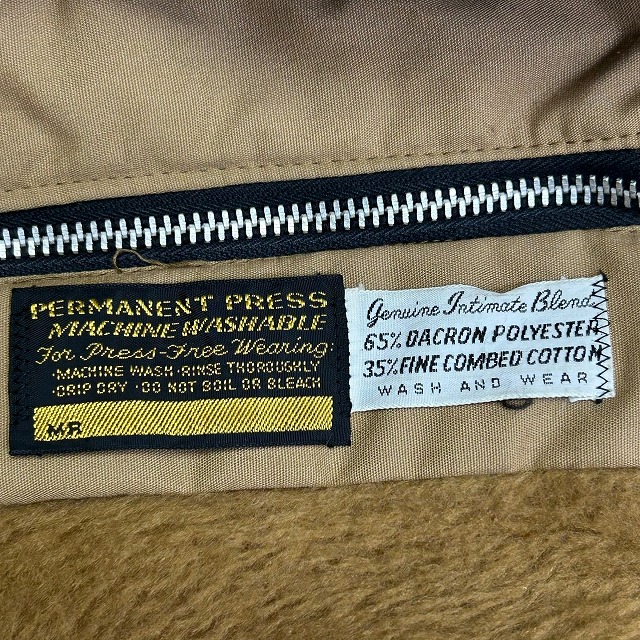 PERMANENT PRESS
MACHINE WASHABLE
For Press-Free Wearing:
·MACHINE WASH·RINSE THOROUGHLY
·DRIP DRY ·DO NOT BOIL OR BLEACH
M.R.
Genuine Intimate Blend
65% DACRON POLYESTER
35% FINE COMBED COTTON
WASH AND WEAR